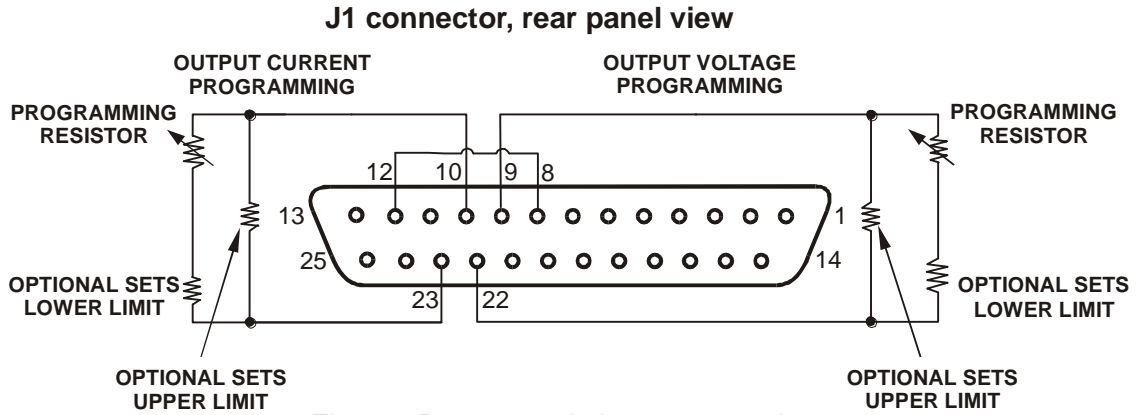 J1 connector, rear panel view
OUTPUT CURRENT
PROGRAMMING
OUTPUT VOLTAGE
PROGRAMMING
PROGRAMMING
RESISTOR
PROGRAMMING
RESISTOR
12
10
9
8
13
1
25
14
23
22
OPTIONAL SETS
LOWER LIMIT
OPTIONAL SETS
LOWER LIMIT
OPTIONAL SETS
UPPER LIMIT
OPTIONAL SETS
UPPER LIMIT